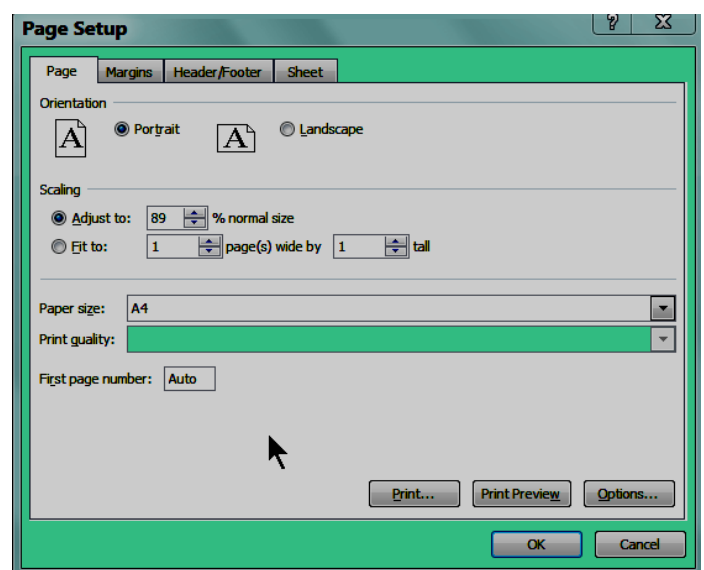 Page Setup
Page Margins Header/Footer Sheet
Orientation
A Portrait A Landscape
Scaling
Adjust to: 89 % normal size
Fit to: 1 page(s) wide by 1 tall
Paper size: A4
Print quality:
First page number: Auto
Print... Print Preview Options...
OK Cancel